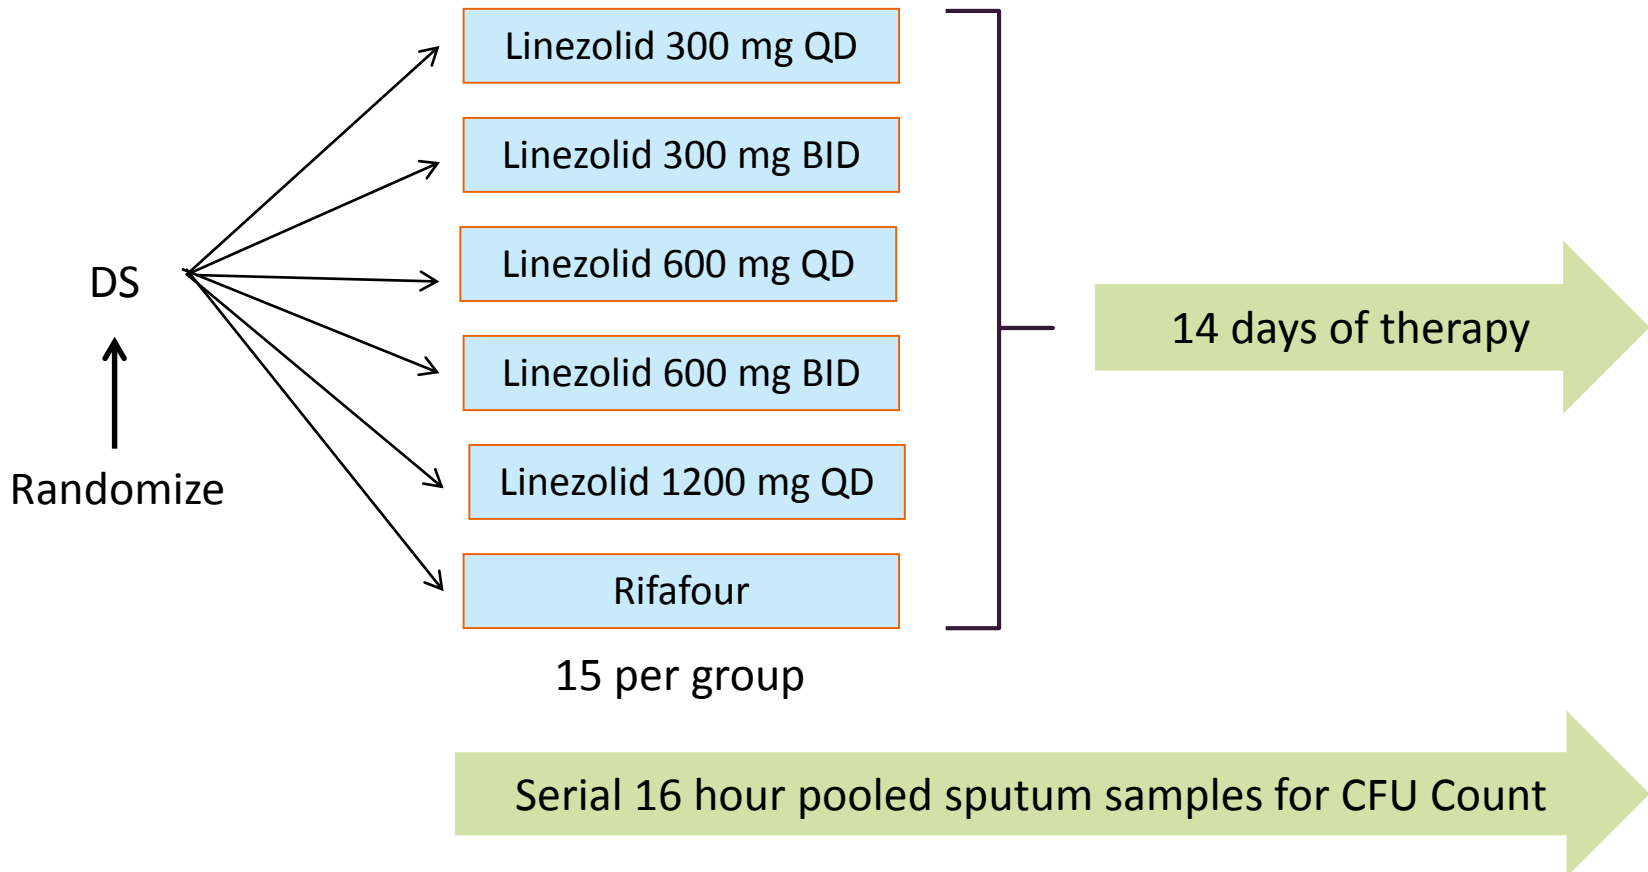 Linezolid 300 mg QD
Linezolid 300 mg BID
Linezolid 600 mg QD
DS
14 days of therapy
Linezolid 600 mg BID
Linezolid 1200 mg QD
Randomize
Rifafour
15 per group
Serial 16 hour pooled sputum samples for CFU Count